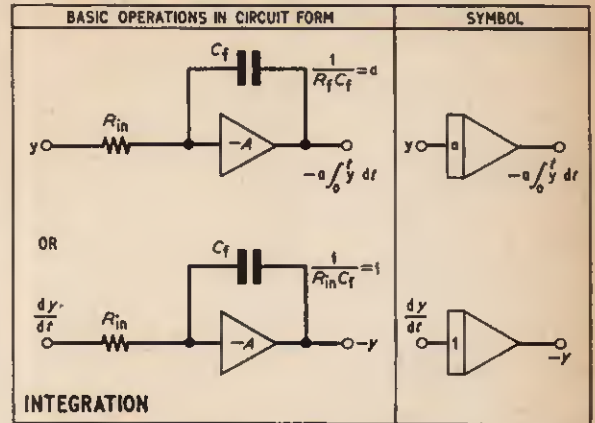 BASIC OPERATIONS IN CIRCUIT FORM
SYMBOL
C_f
1/(R_f C_f) = a
R_in
y
−A
−a∫₀ᵗ y dt
y
a
−a∫₀ᵗ y dt
OR
C_f
1/(R_in C_f) = 1
dy/dt
R_in
−A
−y
dy/dt
1
−y
INTEGRATION